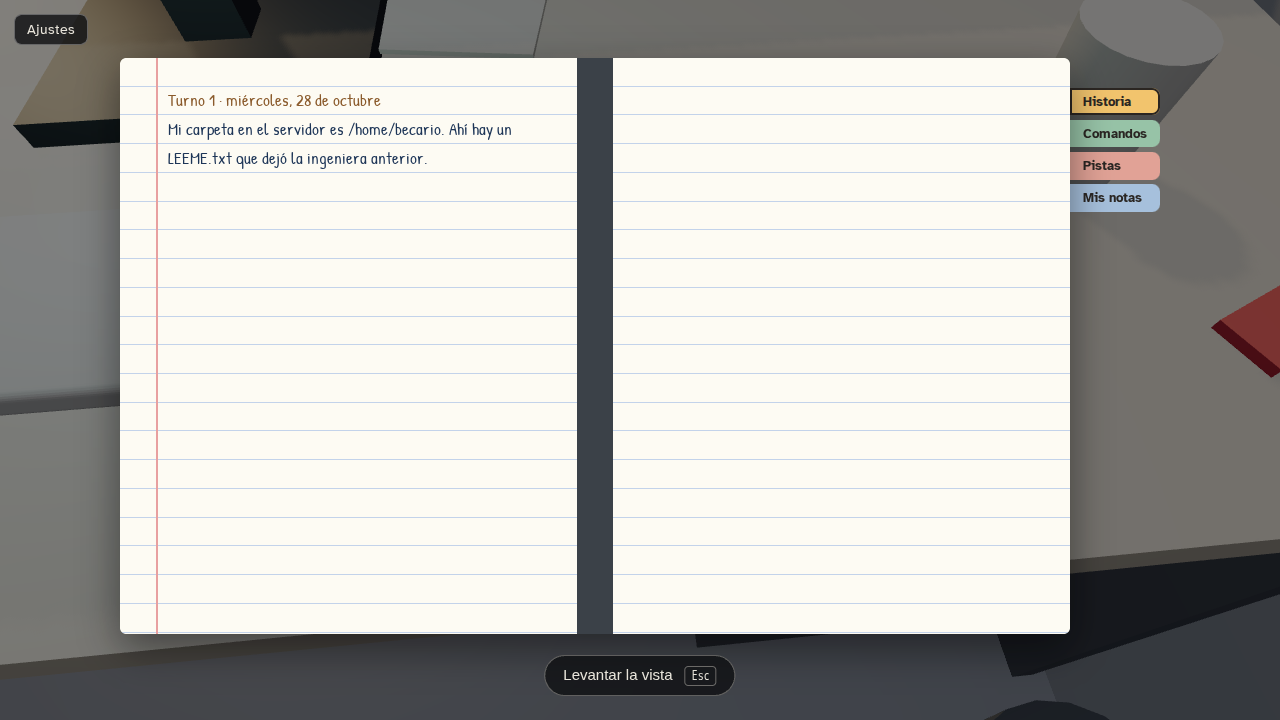 Ajustes
Turno 1 · miércoles, 28 de octubre
Mi carpeta en el servidor es /home/becario. Ahí hay un
LEEME.txt que dejó la ingeniera anterior.
Historia
Comandos
Pistas
Mis notas
Levantar la vista Esc